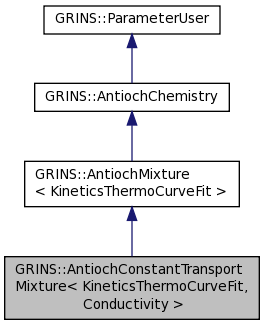 GRINS::ParameterUser
GRINS::AntiochChemistry
GRINS::AntiochMixture
< KineticsThermoCurveFit >
GRINS::AntiochConstantTransport
Mixture< KineticsThermoCurveFit,
Conductivity >